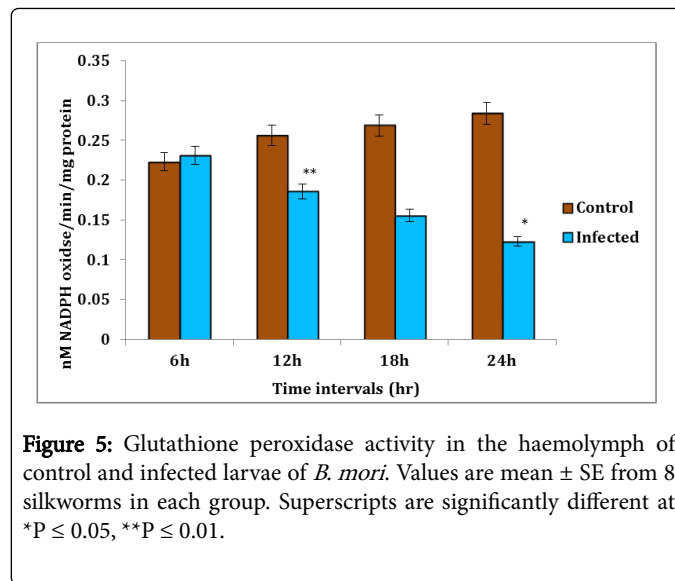 0.35
0.3
0.25
0.2
0.15
0.1
0.05
0
nM NADPH oxidse/min/mg protein
**
*
Control
Infected
6h
12h
18h
24h
Time intervals (hr)
Figure 5: Glutathione peroxidase activity in the haemolymph of
control and infected larvae of B. mori. Values are mean ± SE from 8
silkworms in each group. Superscripts are significantly different at
*P ≤ 0.05, **P ≤ 0.01.